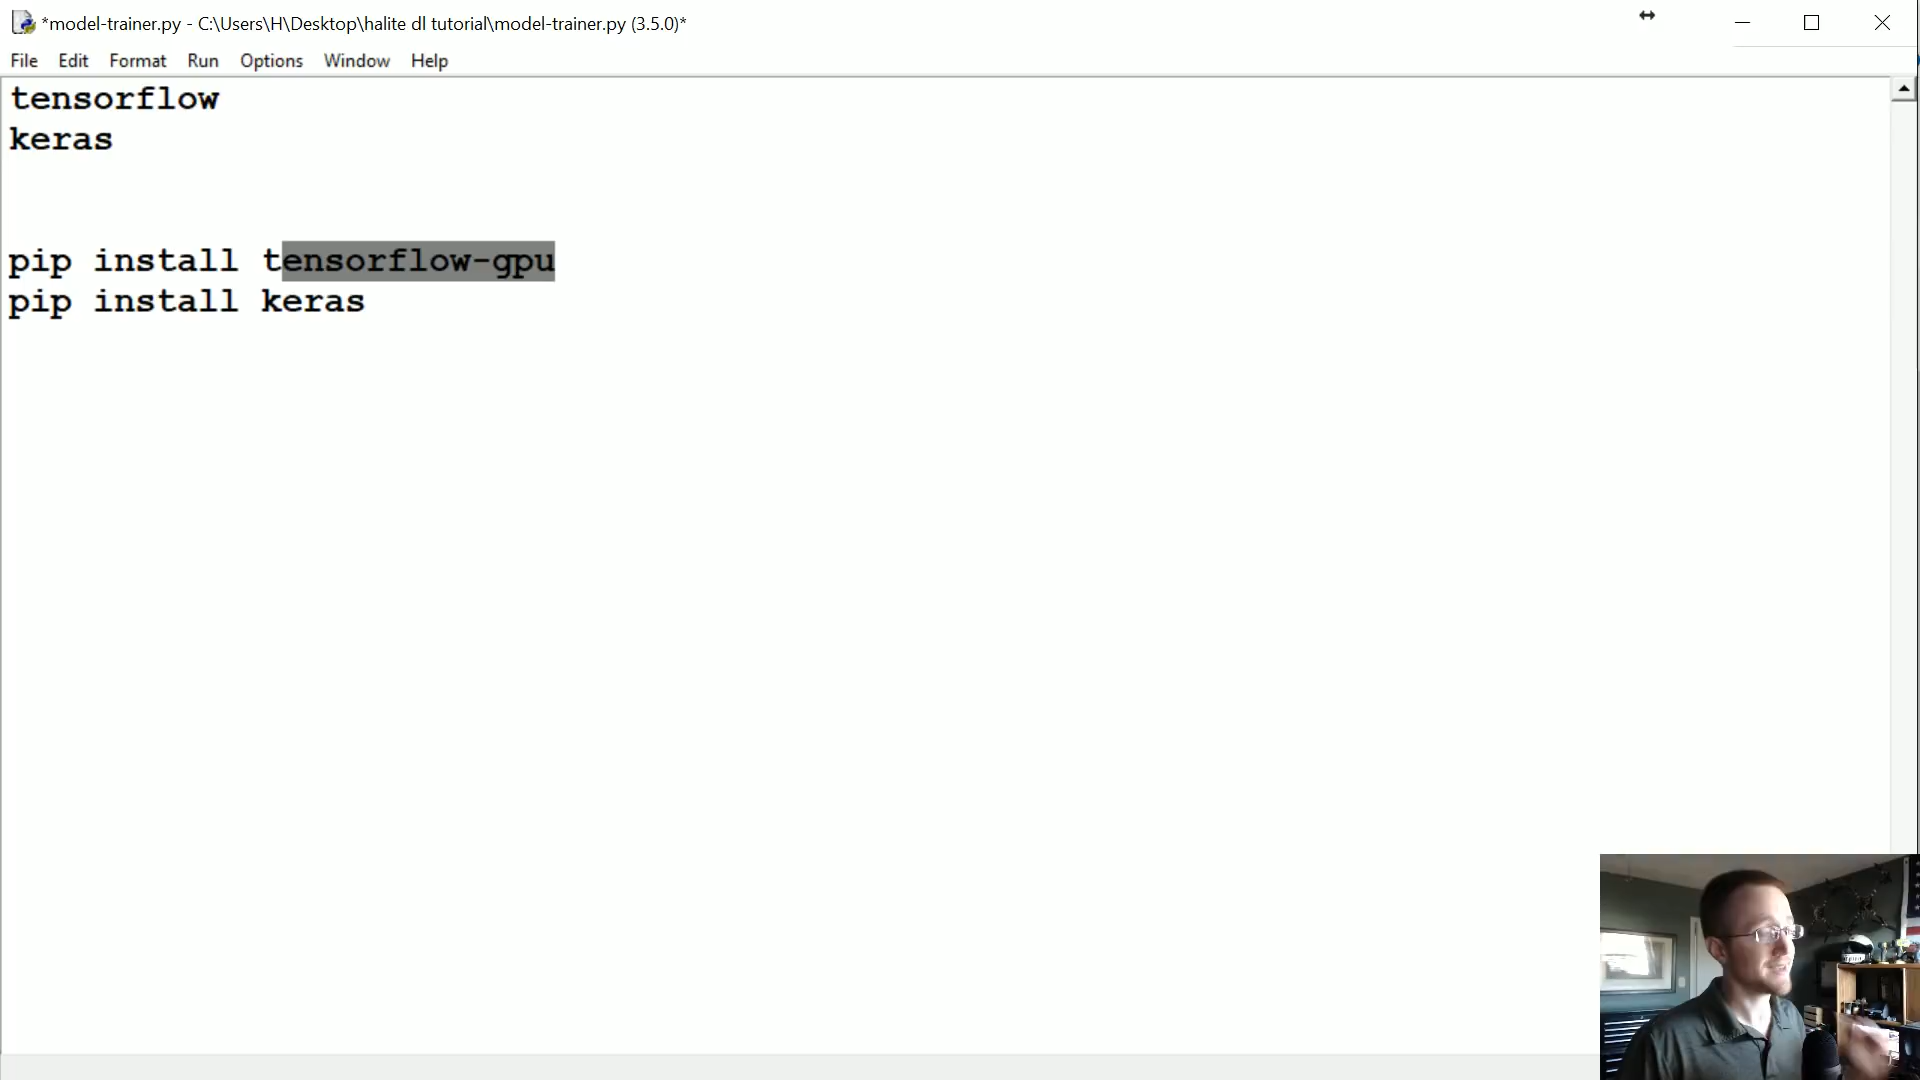 *model-trainer.py - C:\Users\H\Desktop\halite dl tutorial\model-trainer.py (3.5.0)*
File Edit Format Run Options Window Help
tensorflow
keras
pip install tensorflow-gpu
pip install keras